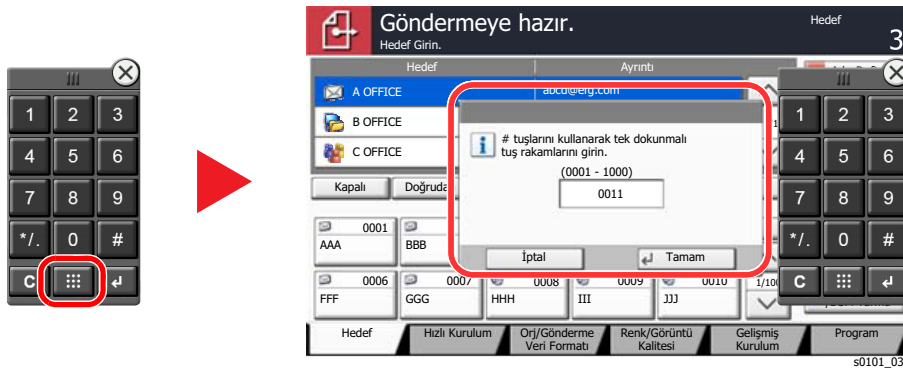 Göndermeye hazır.
Hedef Girin.
Hedef
3
Hedef
Ayrıntı
A OFFICE
abcd@efg.com
B OFFICE
C OFFICE
# tuşlarını kullanarak tek dokunmalı
tuş rakamlarını girin.
(0001 - 1000)
0011
İptal
Tamam
Kapalı
0001
AAA
BBB
0006
0007
0008
0009
0010
1/100
FFF
GGG
HHH
III
JJJ
Hedef
Hızlı Kurulum
Orj/Gönderme
Veri Formatı
Renk/Görüntü
Kalitesi
Gelişmiş
Kurulum
Program
s0101_03
1 2 3
4 5 6
7 8 9
*/. 0 #
C
1 2 3
4 5 6
7 8 9
*/. 0 #
C